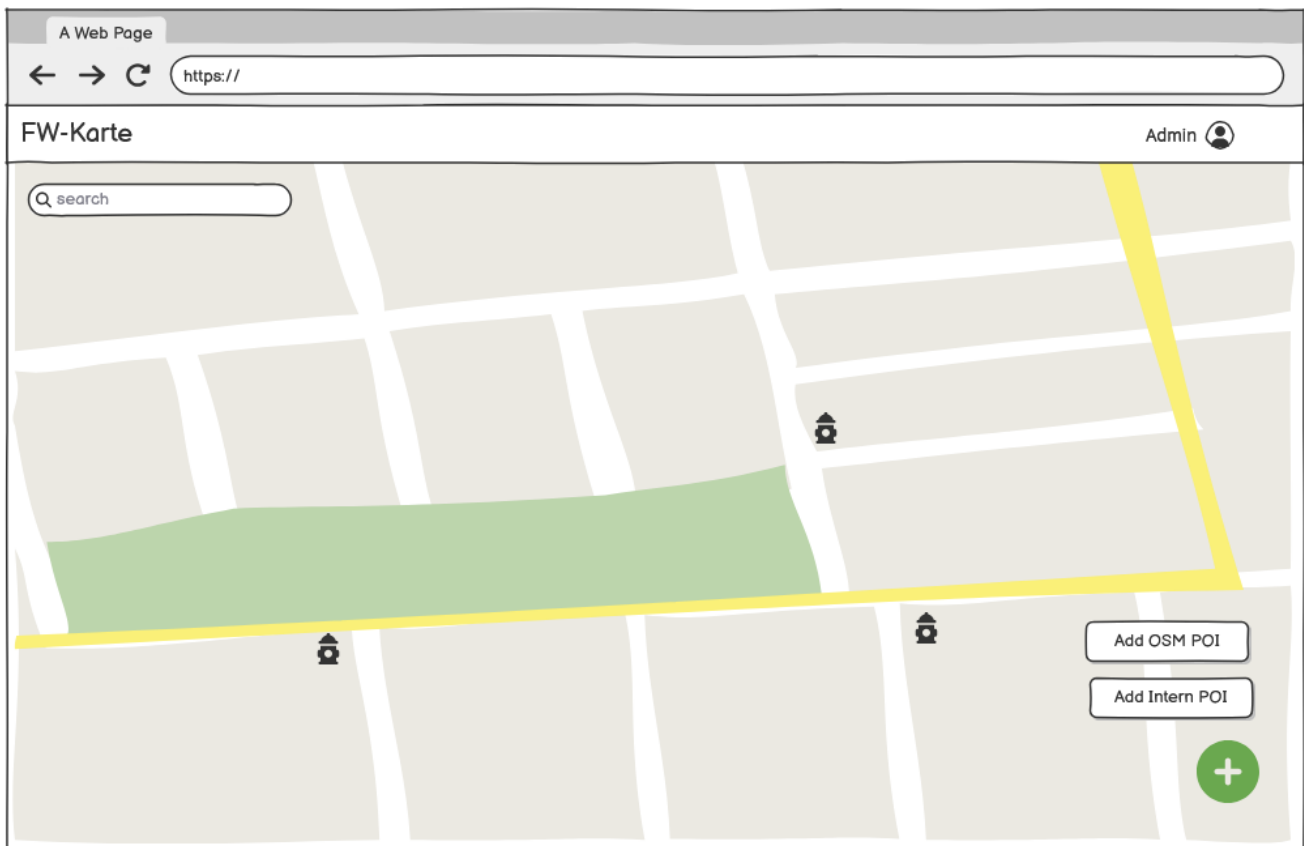 A Web Page
https://
FW-Karte
Admin
search
Add OSM POI
Add Intern POI